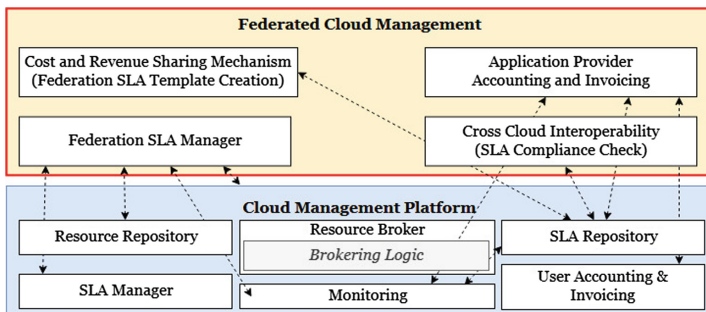 Federated Cloud Management
Cost and Revenue Sharing Mechanism
(Federation SLA Template Creation)
Application Provider
Accounting and Invoicing
Federation SLA Manager
Cross Cloud Interoperability
(SLA Compliance Check)
Cloud Management Platform
Resource Repository
Resource Broker
Brokering Logic
SLA Repository
SLA Manager
Monitoring
User Accounting &
Invoicing